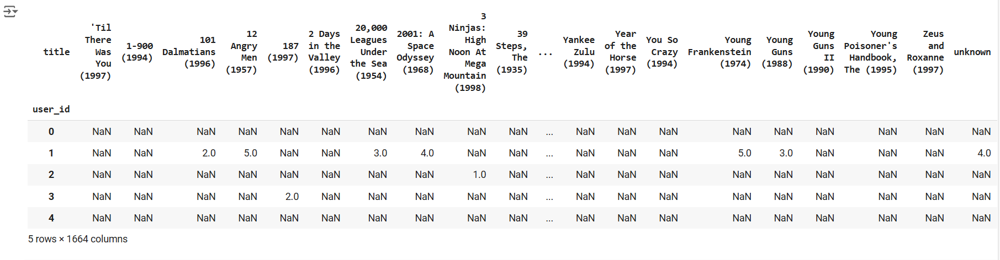 title 'Til There Was You (1997) 1-900 (1994) 101 Dalmatians (1996) 12 Angry Men (1957) 187 (1997) 2 Days in the Valley (1996) 20,000 Leagues Under the Sea (1954) 2001: A Space Odyssey (1968) 3 Ninjas: High Noon At Mega Mountain (1998) 39 Steps, The (1935) ... Yankee Zulu (1994) Year of the Horse (1997) You So Crazy (1994) Young Frankenstein (1974) Young Guns (1988) Young Guns II (1990) Young Poisoner's Handbook, The (1995) Zeus and Roxanne (1997) unknown
user_id
0 NaN NaN NaN NaN NaN NaN NaN NaN NaN NaN ... NaN NaN NaN NaN NaN NaN NaN NaN NaN
1 NaN NaN 2.0 5.0 NaN NaN 3.0 4.0 NaN NaN ... NaN NaN NaN 5.0 3.0 NaN NaN NaN 4.0
2 NaN NaN NaN NaN NaN NaN NaN NaN 1.0 NaN ... NaN NaN NaN NaN NaN NaN NaN NaN NaN
3 NaN NaN NaN NaN 2.0 NaN NaN NaN NaN NaN ... NaN NaN NaN NaN NaN NaN NaN NaN NaN
4 NaN NaN NaN NaN NaN NaN NaN NaN NaN NaN ... NaN NaN NaN NaN NaN NaN NaN NaN NaN
5 rows × 1664 columns